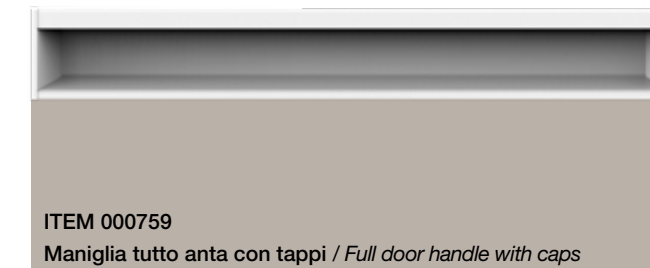 ITEM 000759
Maniglia tutto anta con tappi / Full door handle with caps